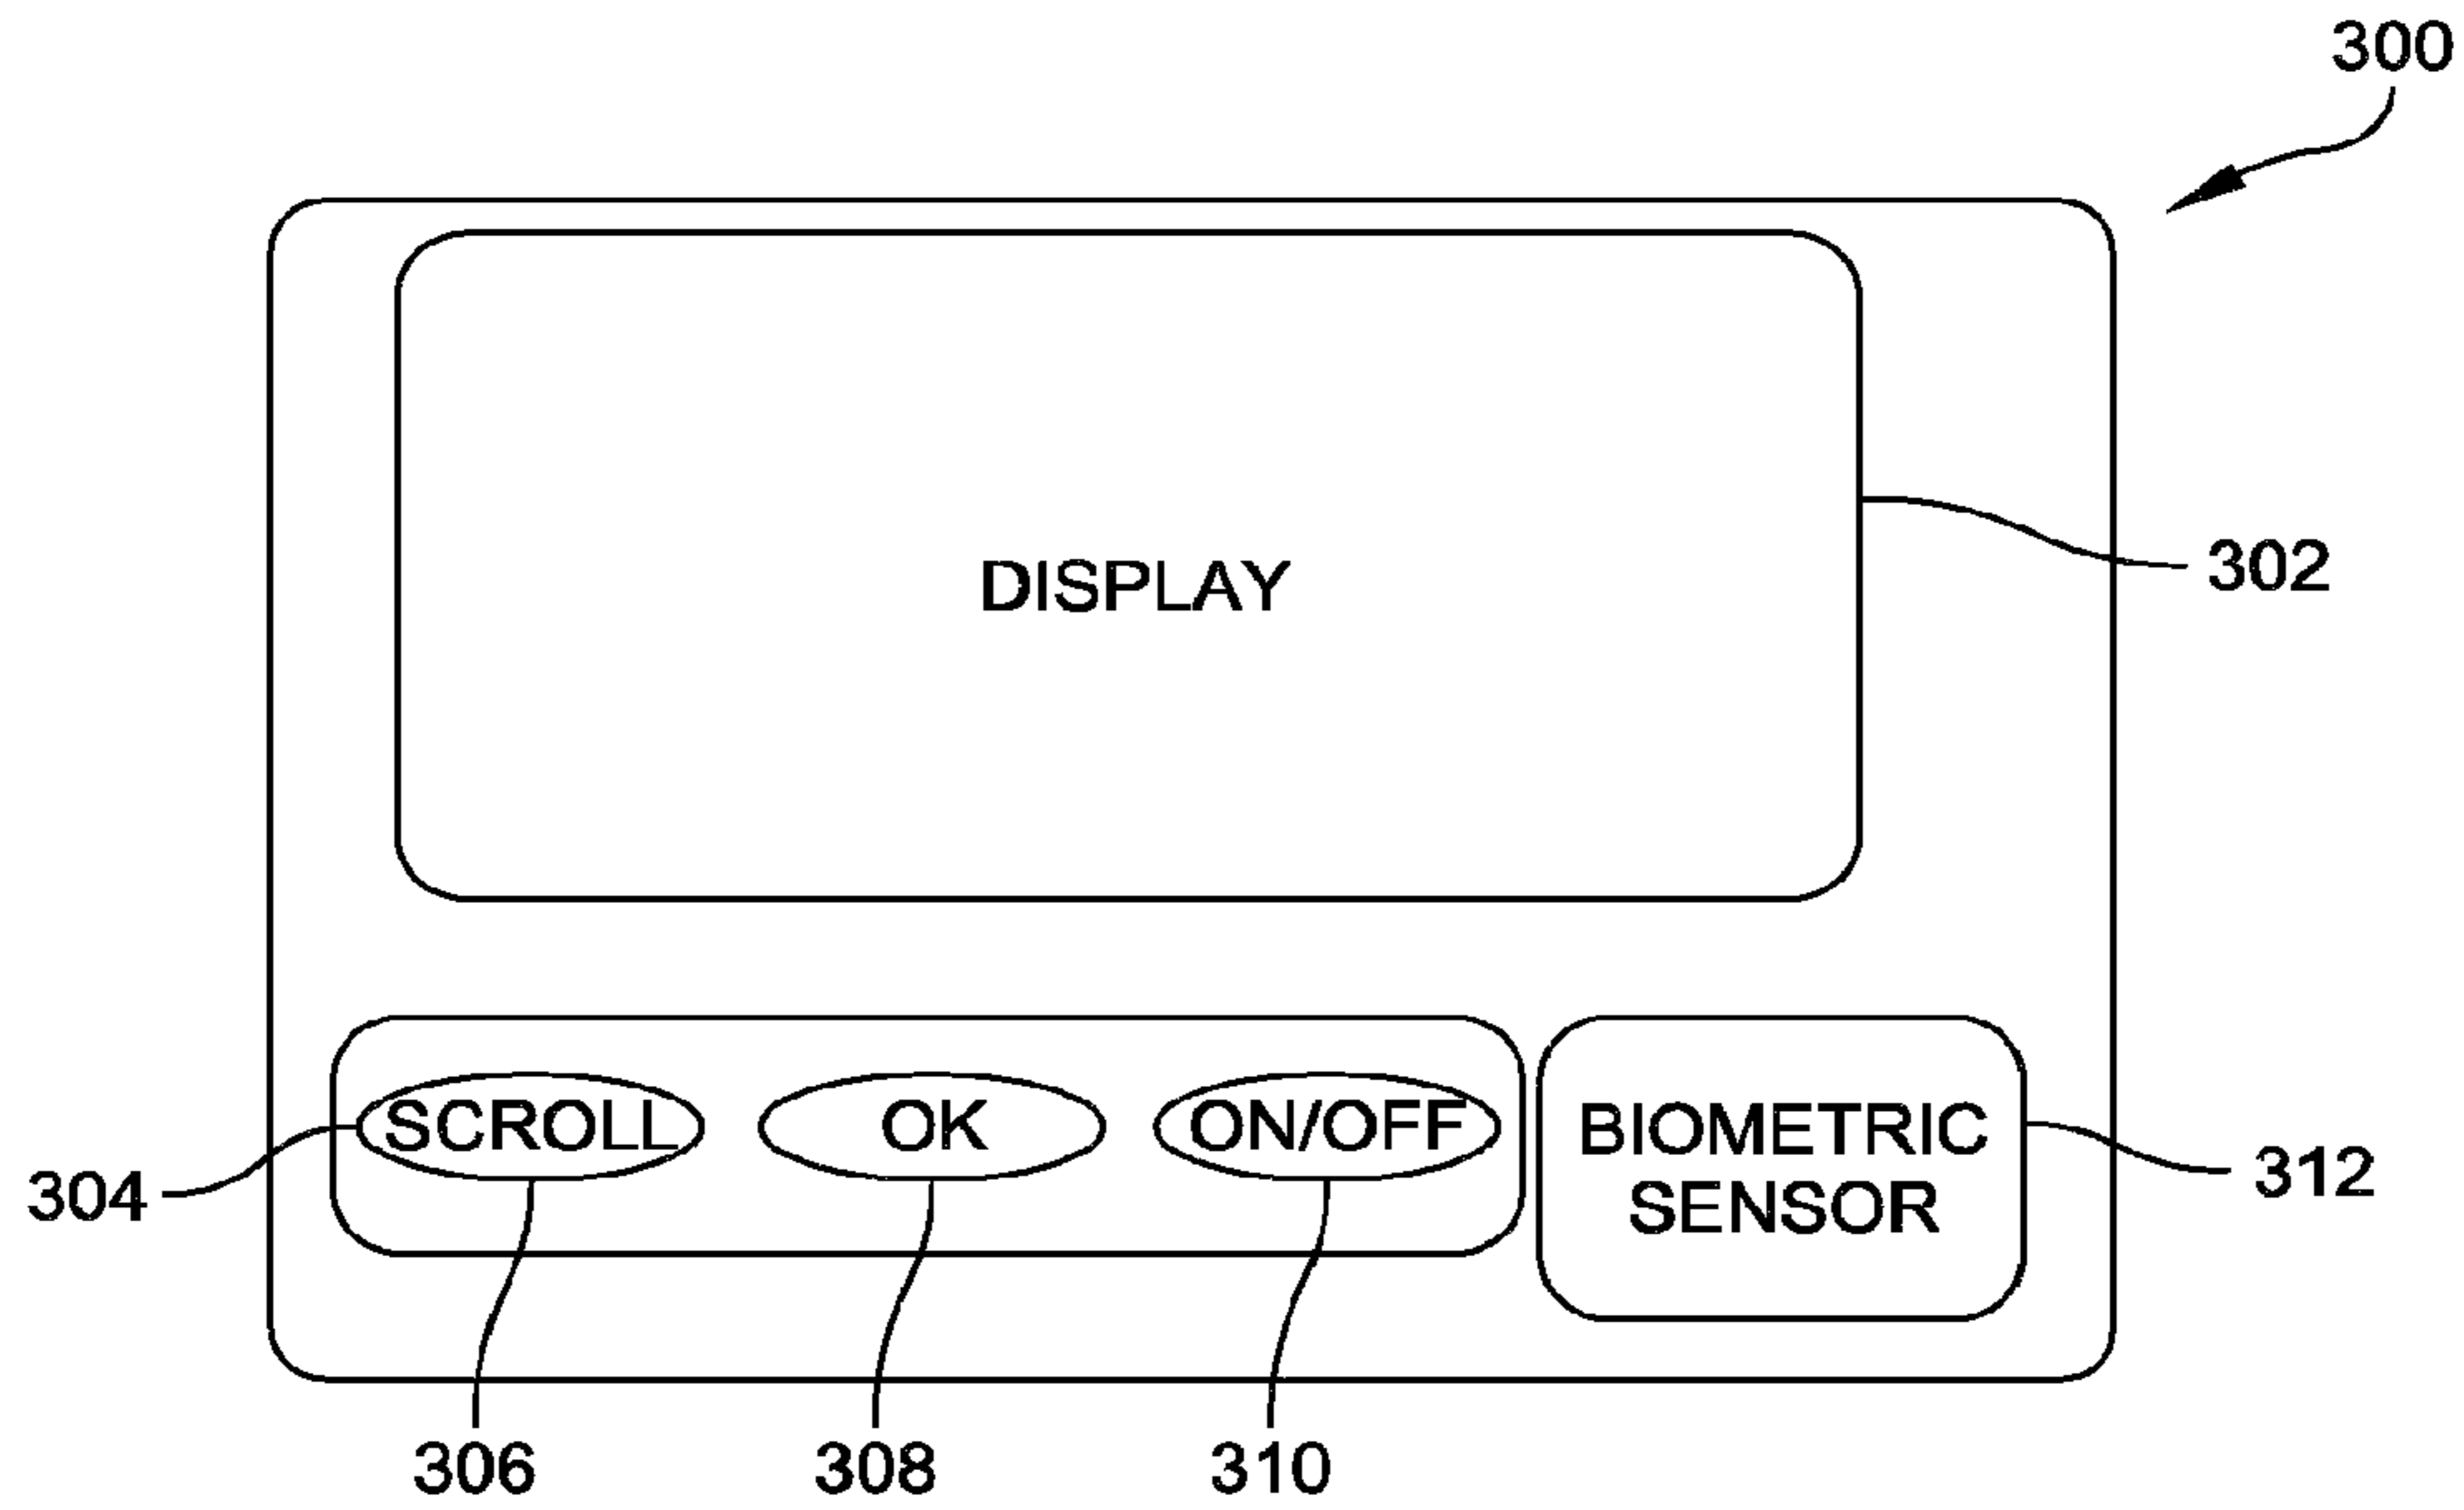 300
DISPLAY
302
SCROLL OK ON/OFF
BIOMETRIC
SENSOR
304
312
306 308 310